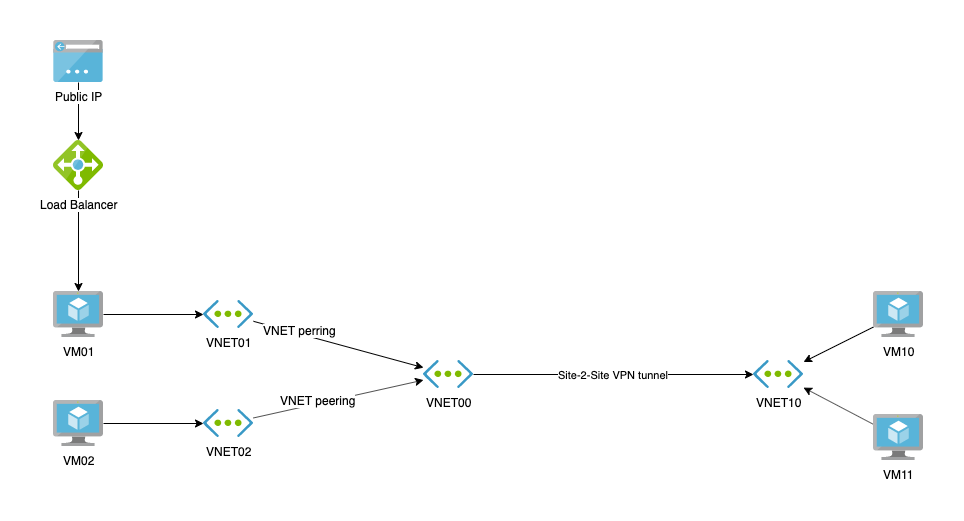 Public IP
Load Balancer
VM01
VNET01
VNET perring
VM02
VNET02
VNET peering
VNET00
Site-2-Site VPN tunnel
VNET10
VM10
VM11